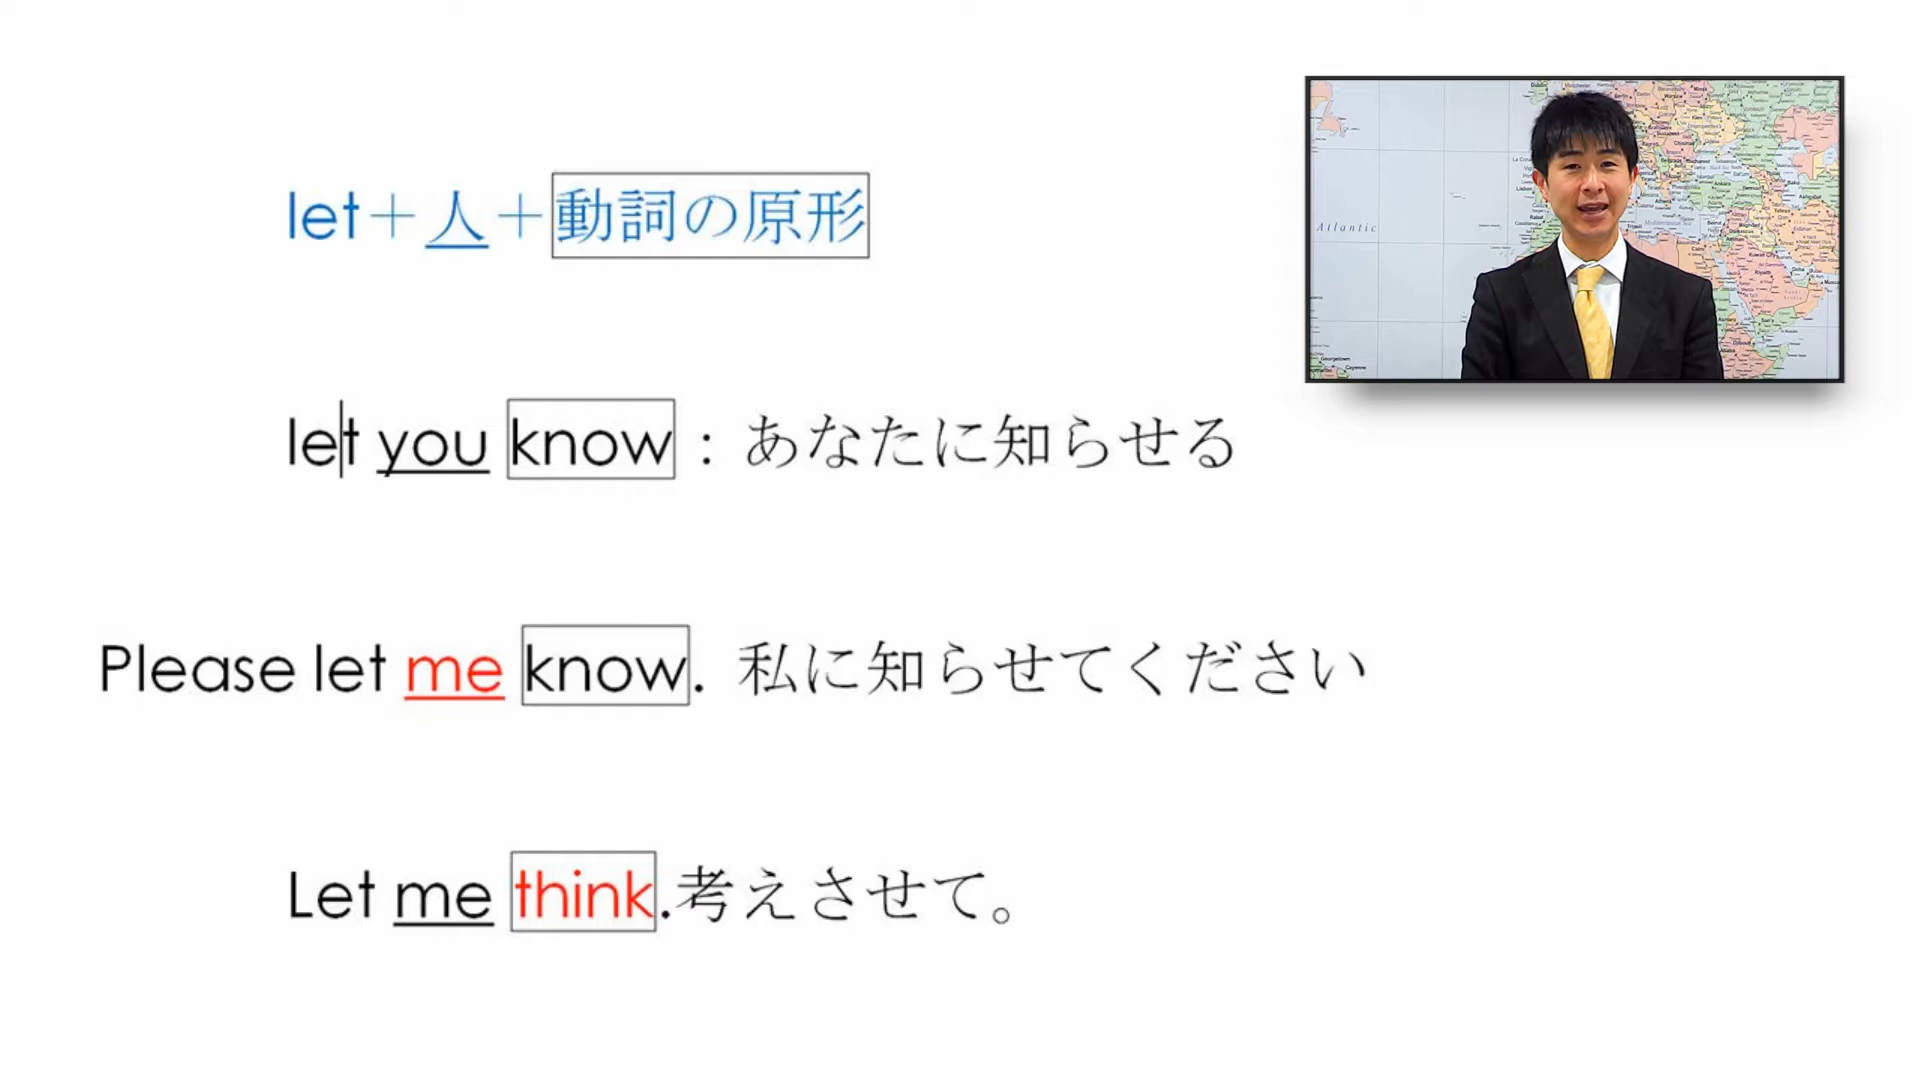 let＋人＋動詞の原形
let you know：あなたに知らせる
Please let me know. 私に知らせてください
Let me think.考えさせて。
Atlantic